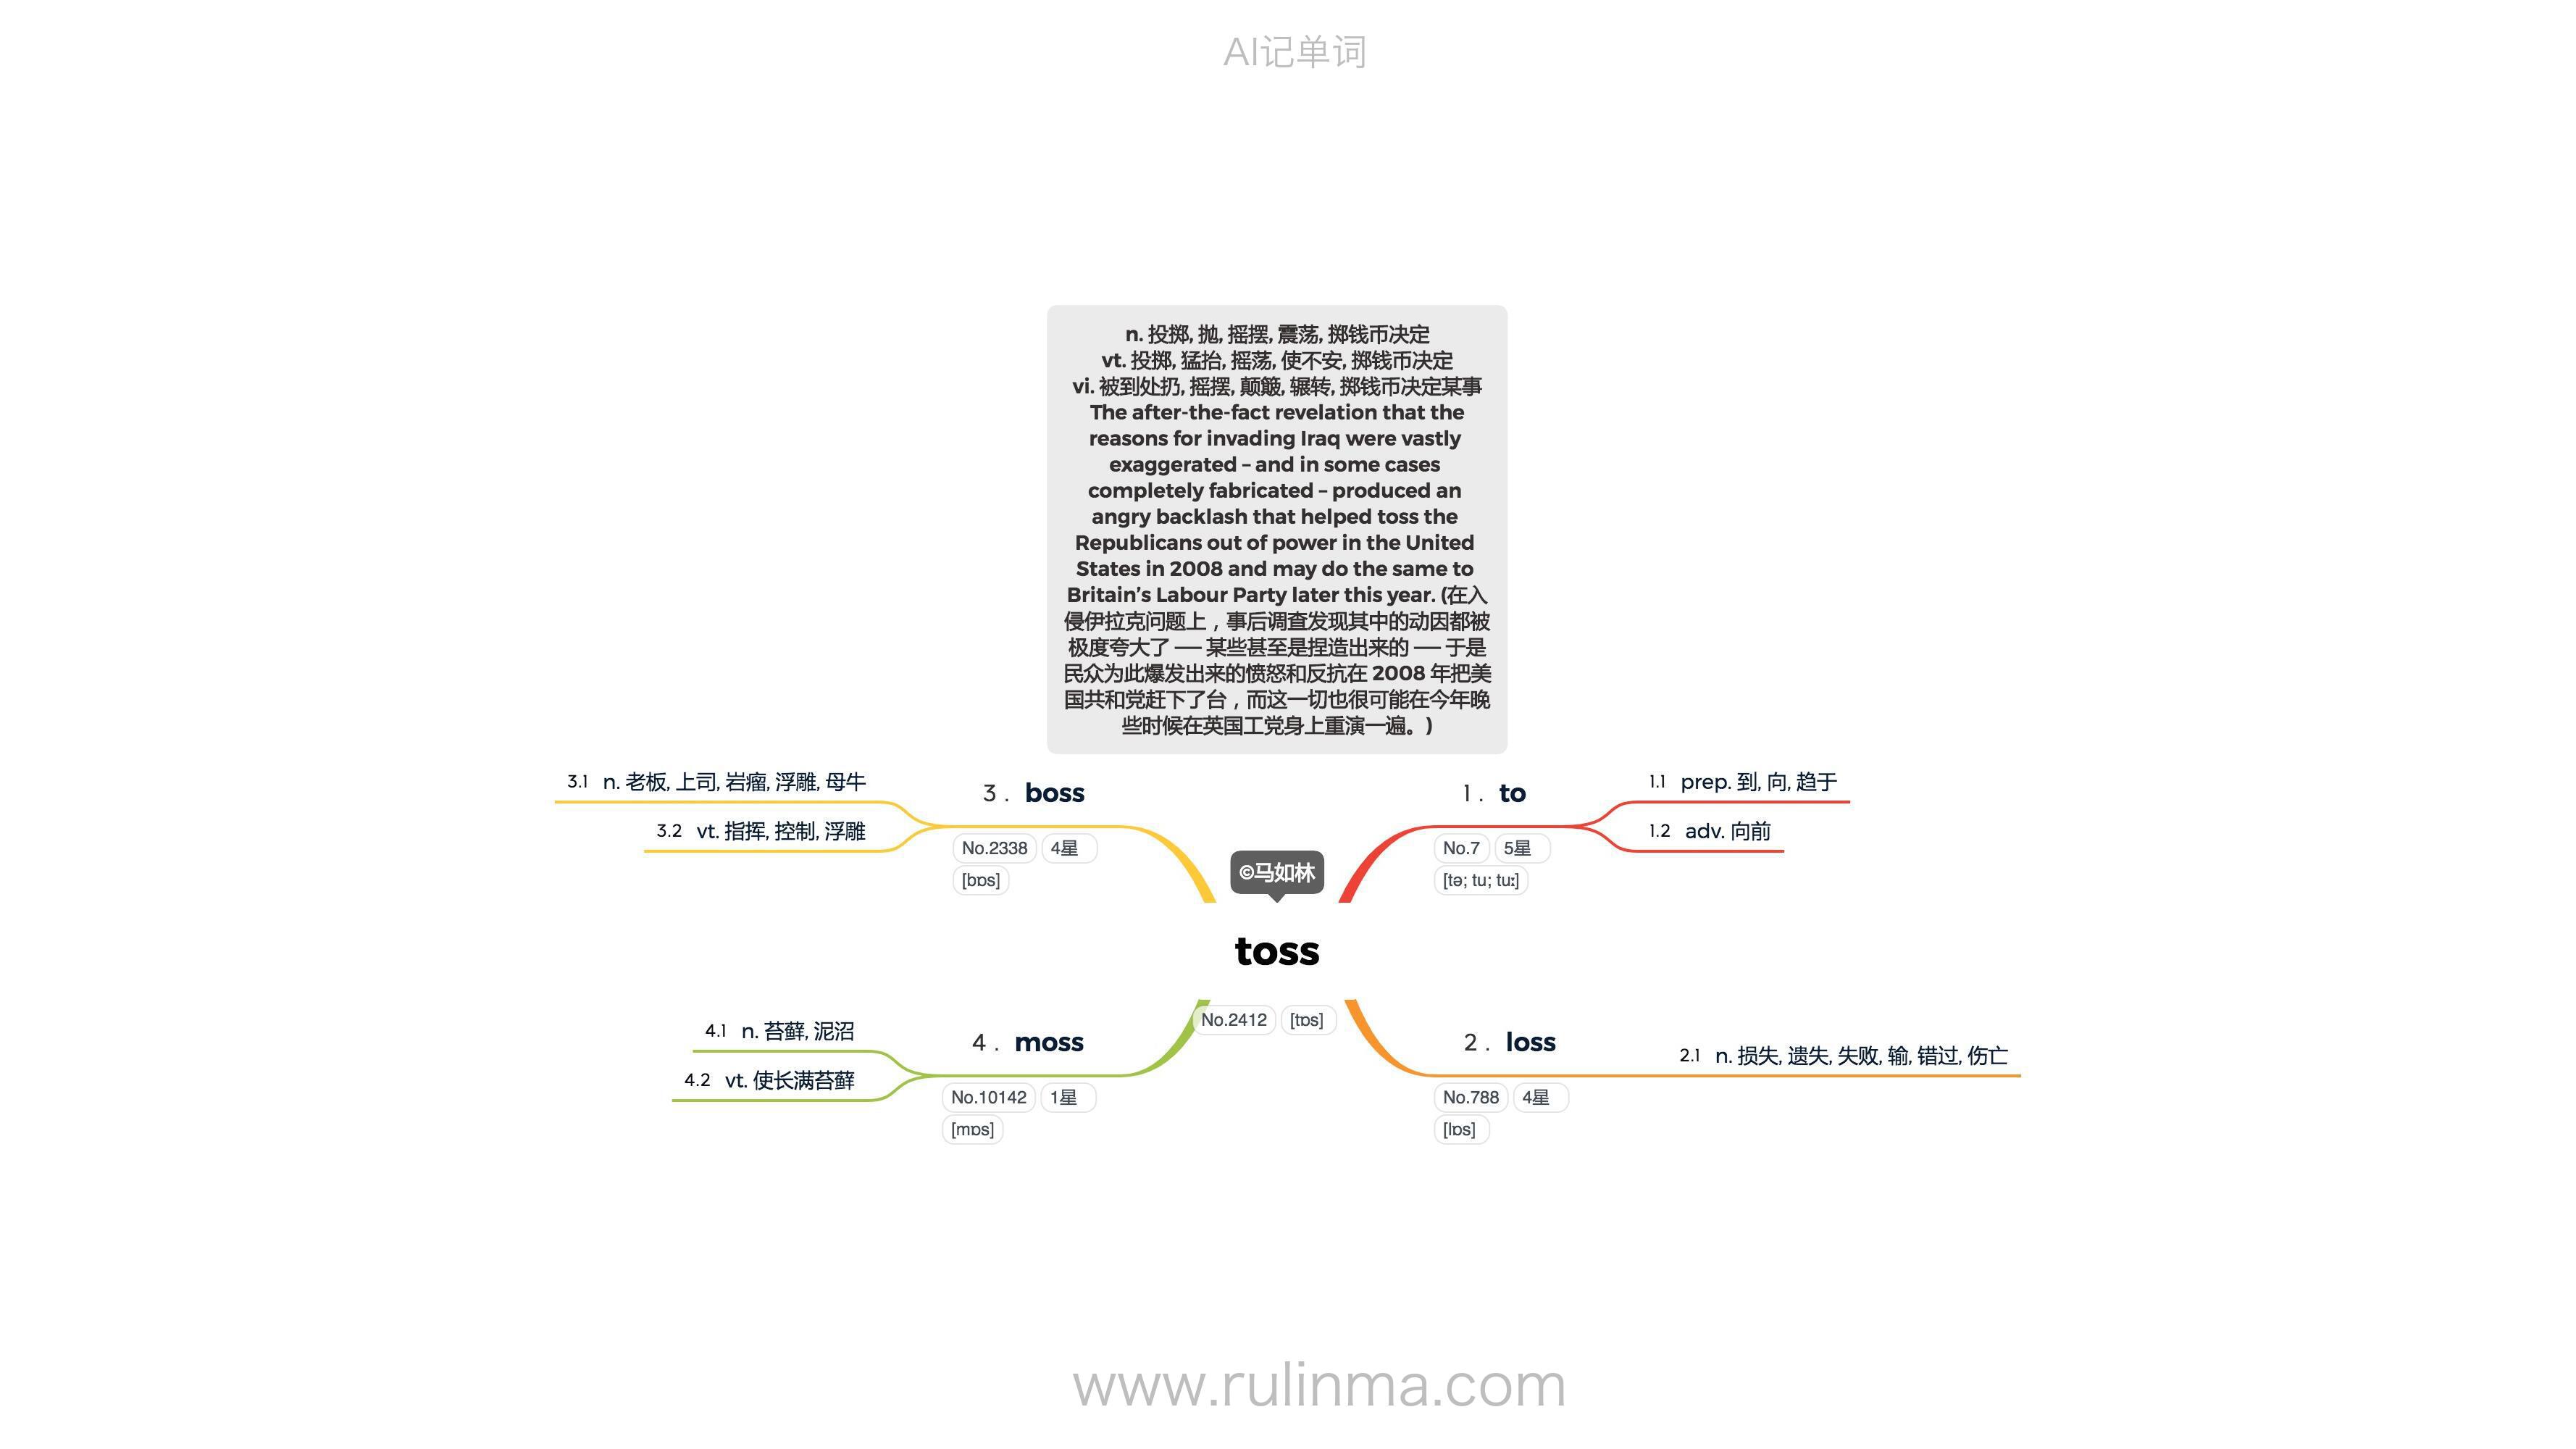 AI记单词
n. 投掷, 抛, 摇摆, 震荡, 掷钱币决定
vt. 投掷, 猛抬, 摇荡, 使不安, 掷钱币决定
vi. 被到处扔, 摇摆, 颠簸, 辗转, 掷钱币决定某事
The after-the-fact revelation that the
reasons for invading Iraq were vastly
exaggerated – and in some cases
completely fabricated – produced an
angry backlash that helped toss the
Republicans out of power in the United
States in 2008 and may do the same to
Britain’s Labour Party later this year. (在入
侵伊拉克问题上，事后调查发现其中的动因都被
极度夸大了 — 某些甚至是捏造出来的 — 于是
民众为此爆发出来的愤怒和反抗在 2008 年把美
国共和党赶下了台，而这一切也很可能在今年晚
些时候在英国工党身上重演一遍。)
3.1 n. 老板, 上司, 岩瘤, 浮雕, 母牛
3.2 vt. 指挥, 控制, 浮雕
3 . boss
No.2338 4星
[bɒs]
1 . to
No.7 5星
[tə; tu; tuː]
1.1 prep. 到, 向, 趋于
1.2 adv. 向前
©马如林
toss
No.2412 [tɒs]
4.1 n. 苔藓, 泥沼
4.2 vt. 使长满苔藓
4 . moss
No.10142 1星
[mɒs]
2 . loss
No.788 4星
[lɒs]
2.1 n. 损失, 遗失, 失败, 输, 错过, 伤亡
www.rulinma.com